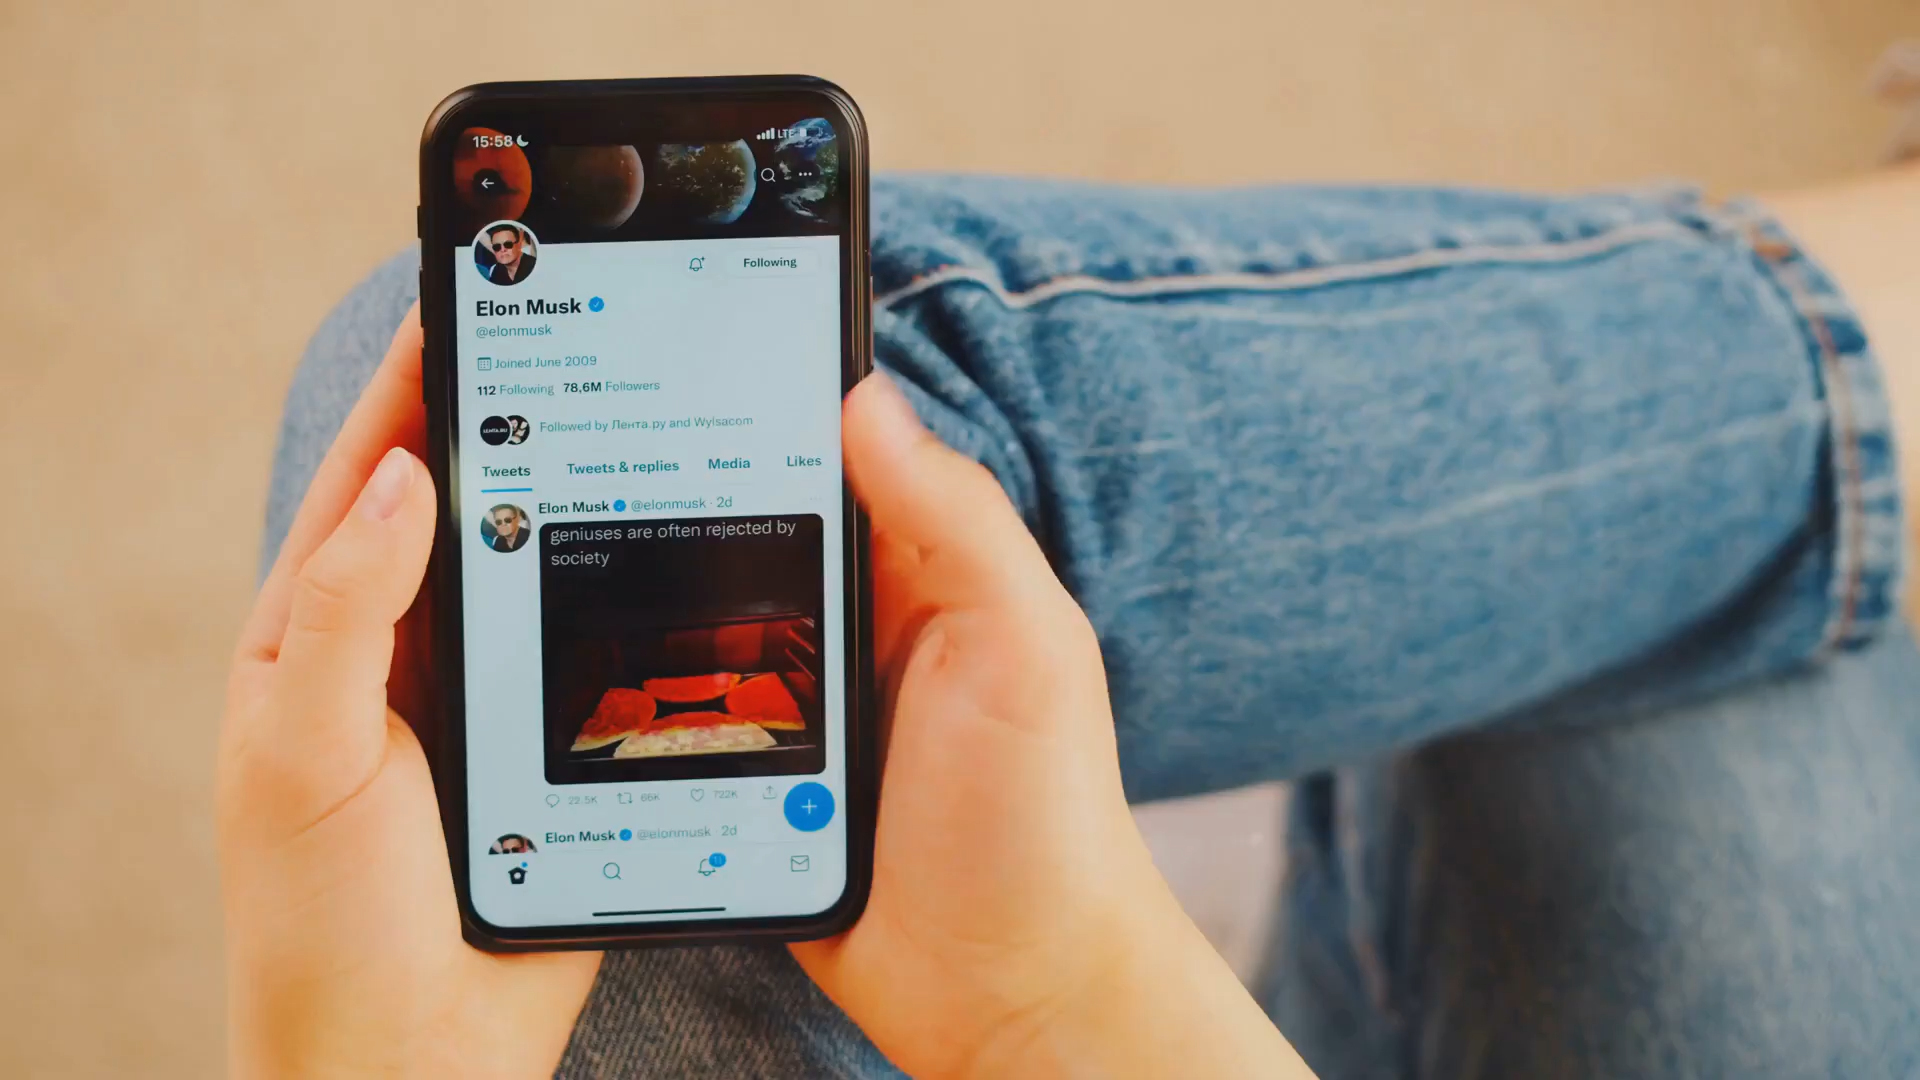 15:58
LTE
Following
Elon Musk
@elonmusk
Joined June 2009
112 Following 78,6M Followers
ЛЕНТА.RU
Followed by Лента.ру and Wylsacom
Tweets Tweets & replies Media Likes
Elon Musk @elonmusk · 2d
geniuses are often rejected by
society
22.5K 66K 722K
Elon Musk @elonmusk · 2d